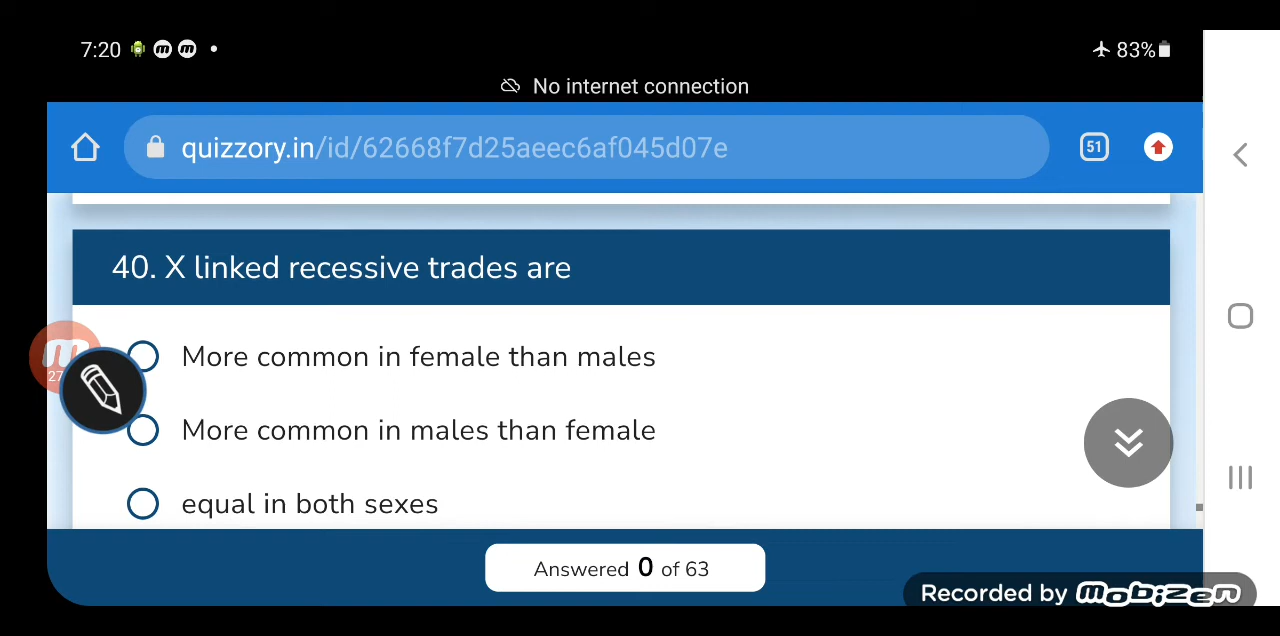 7:20 83%
No internet connection
quizzory.in/id/62668f7d25aeec6af045d07e 51
40. X linked recessive trades are
More common in female than males
27
More common in males than female
equal in both sexes
Answered 0 of 63
Recorded by mobizen